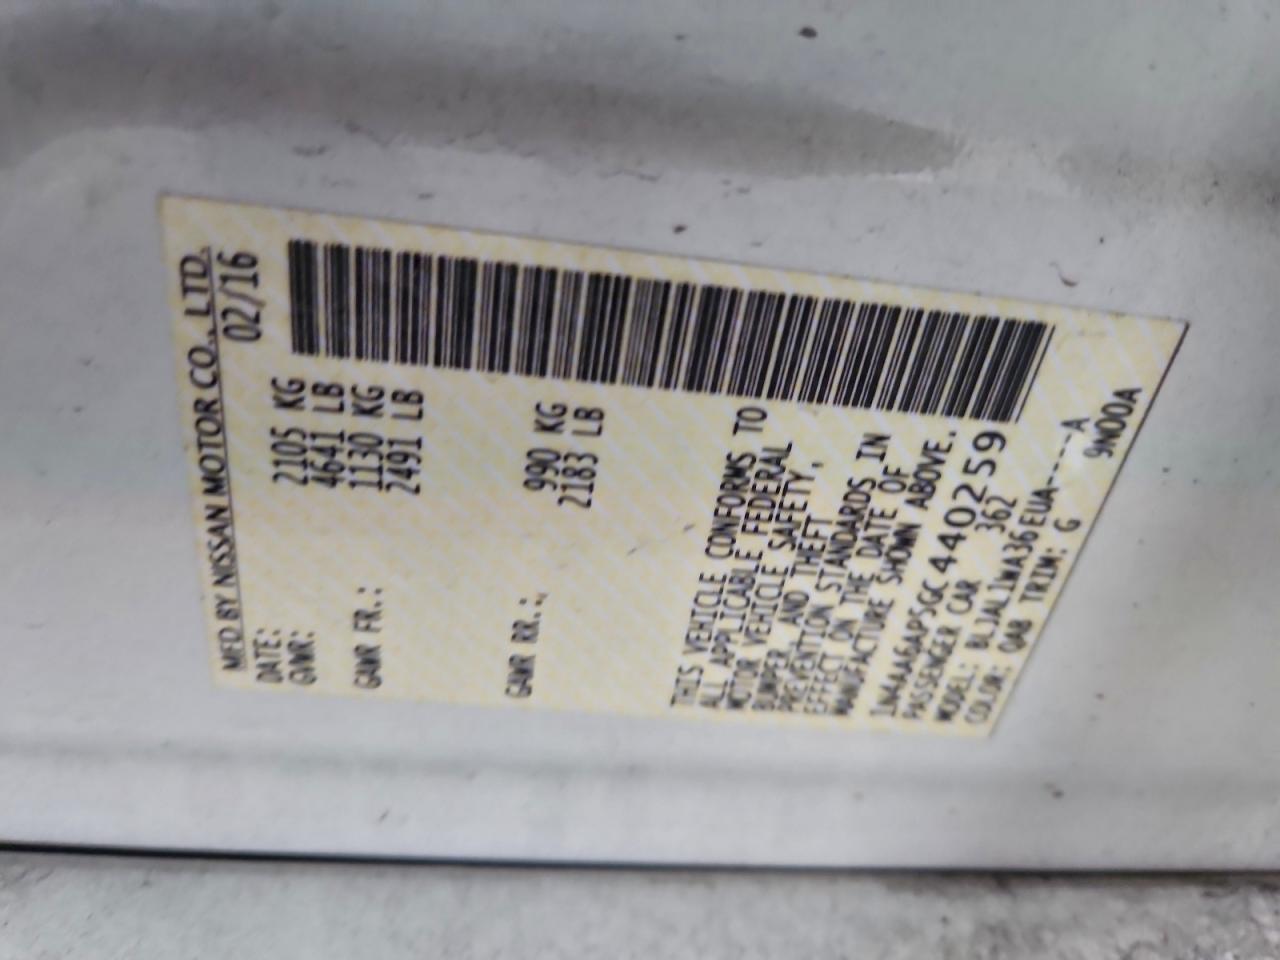 MFD BY NISSAN MOTOR CO., LTD.
DATE: 02/16
GVWR: 2105 KG
4641 LB
GAWR FR.: 1130 KG
2491 LB
GAWR RR.: 990 KG
2183 LB
THIS VEHICLE CONFORMS TO
ALL APPLICABLE FEDERAL
MOTOR VEHICLE SAFETY,
BUMPER, AND THEFT
PREVENTION STANDARDS IN
EFFECT ON THE DATE OF
MANUFACTURE SHOWN ABOVE.
1N4AA6AP5GC440259
PASSENGER CAR 362
MODEL: BLJAL1WA36EUA-----A
COLOR: QAB TRIM: G 9N00A